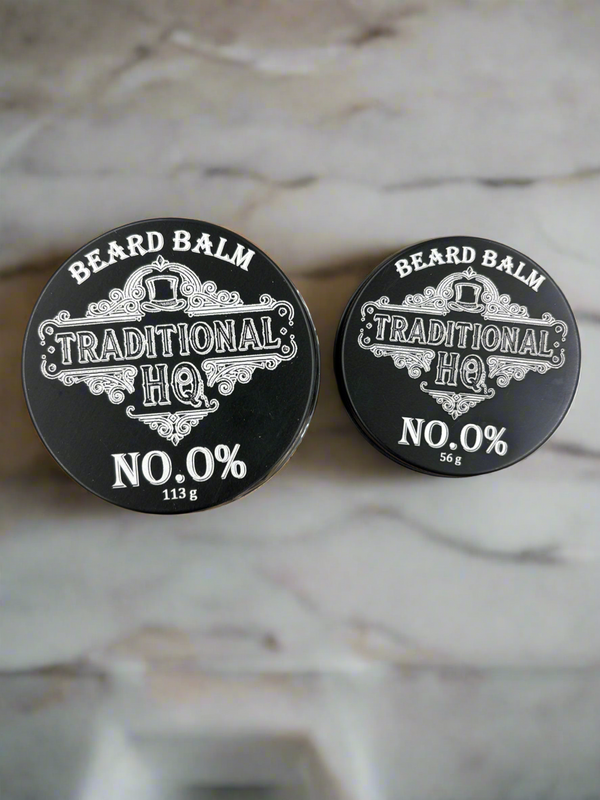 BEARD BALM
TRADITIONAL
HQ
NO.0%
113 g
BEARD BALM
TRADITIONAL
HQ
NO.0%
56 g